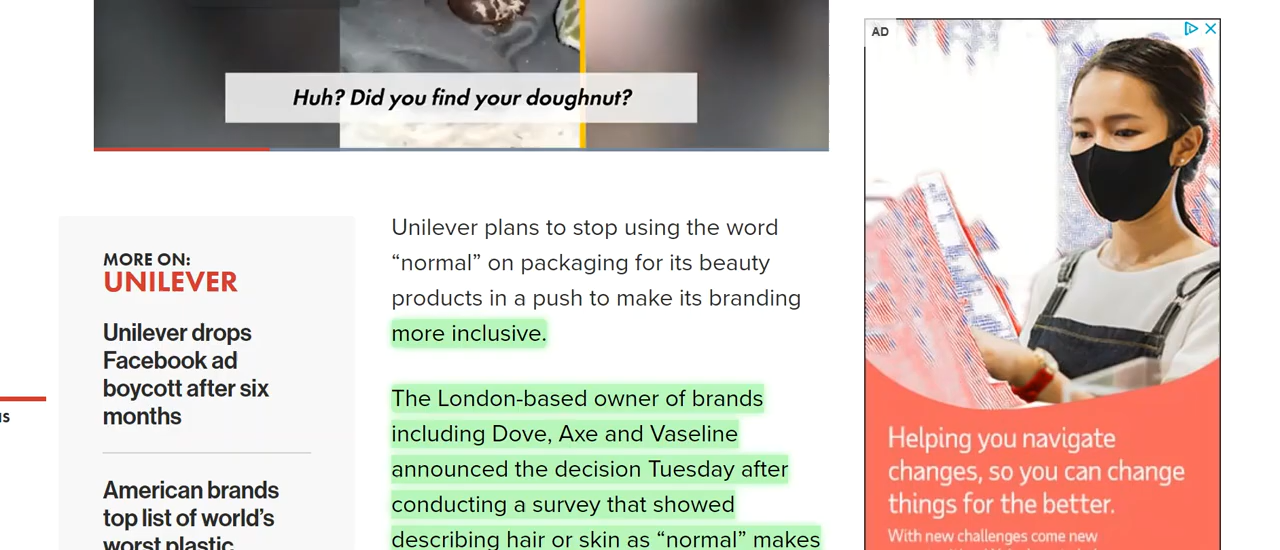 Huh? Did you find your doughnut?
MORE ON:
UNILEVER
Unilever drops
Facebook ad
boycott after six
months
American brands
top list of world’s
worst plastic
Unilever plans to stop using the word
“normal” on packaging for its beauty
products in a push to make its branding
more inclusive.
The London-based owner of brands
including Dove, Axe and Vaseline
announced the decision Tuesday after
conducting a survey that showed
describing hair or skin as “normal” makes
AD
Helping you navigate
changes, so you can change
things for the better.
With new challenges come new